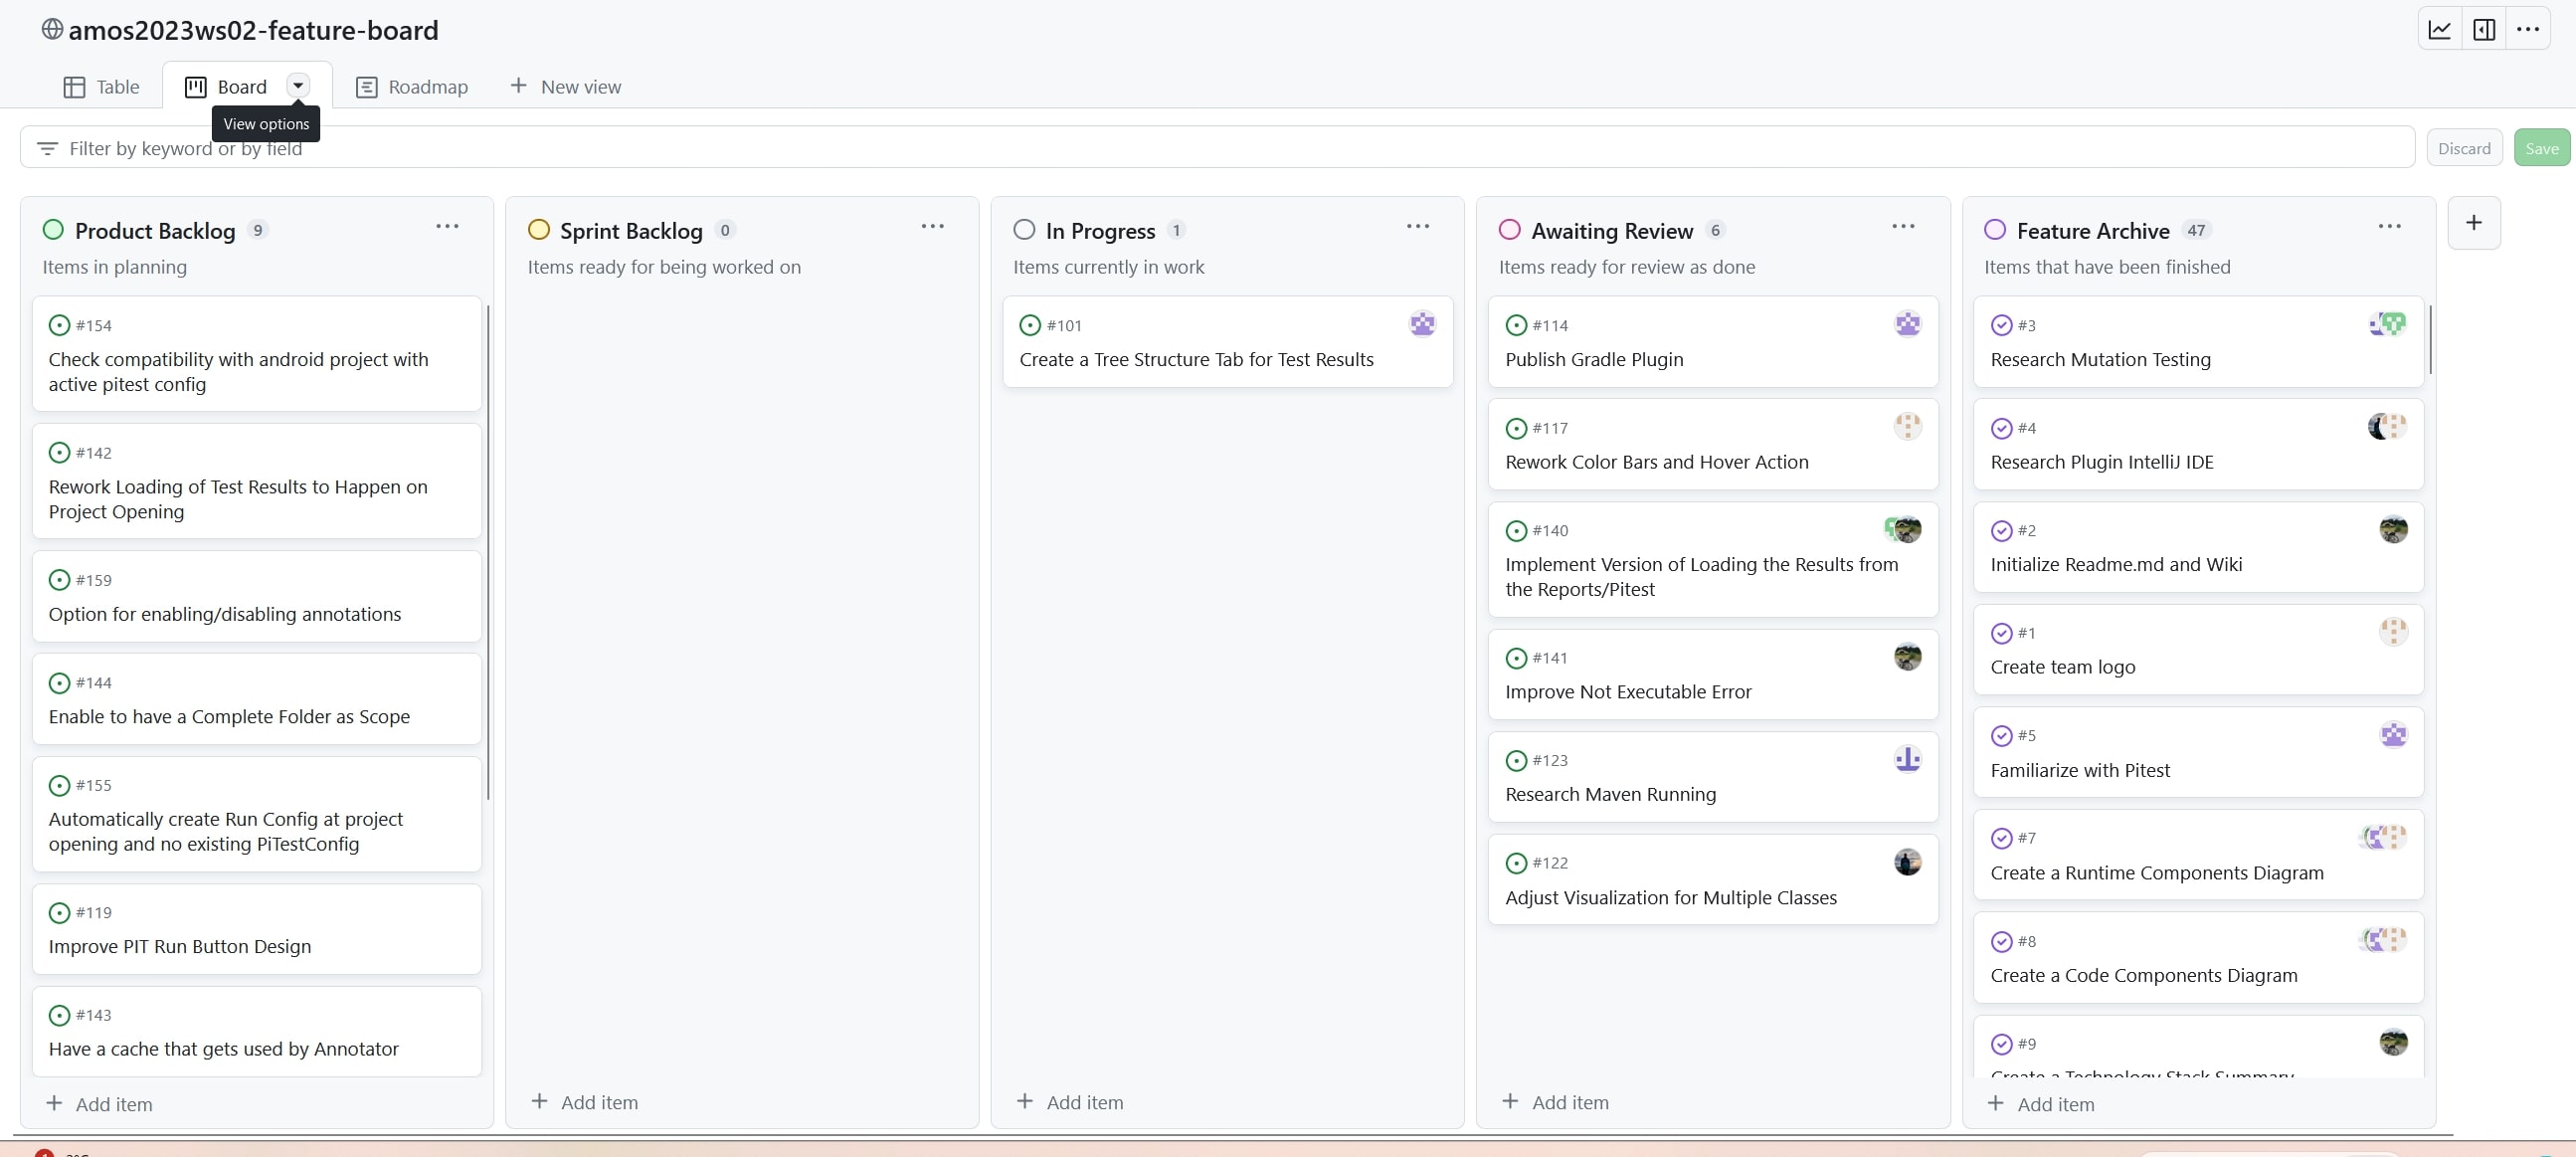 amos2023ws02-feature-board
Table
Board
Roadmap
New view
View options
Filter by keyword or by field
Discard
Save
Product Backlog 9
Items in planning
#154
Check compatibility with android project with
active pitest config
#142
Rework Loading of Test Results to Happen on
Project Opening
#159
Option for enabling/disabling annotations
#144
Enable to have a Complete Folder as Scope
#155
Automatically create Run Config at project
opening and no existing PiTestConfig
#119
Improve PIT Run Button Design
#143
Have a cache that gets used by Annotator
Add item
Sprint Backlog 0
Items ready for being worked on
Add item
In Progress 1
Items currently in work
#101
Create a Tree Structure Tab for Test Results
Add item
Awaiting Review 6
Items ready for review as done
#114
Publish Gradle Plugin
#117
Rework Color Bars and Hover Action
#140
Implement Version of Loading the Results from
the Reports/Pitest
#141
Improve Not Executable Error
#123
Research Maven Running
#122
Adjust Visualization for Multiple Classes
Add item
Feature Archive 47
Items that have been finished
#3
Research Mutation Testing
#4
Research Plugin IntelliJ IDE
#2
Initialize Readme.md and Wiki
#1
Create team logo
#5
Familiarize with Pitest
#7
Create a Runtime Components Diagram
#8
Create a Code Components Diagram
#9
Create a Technology Stack Summary
Add item